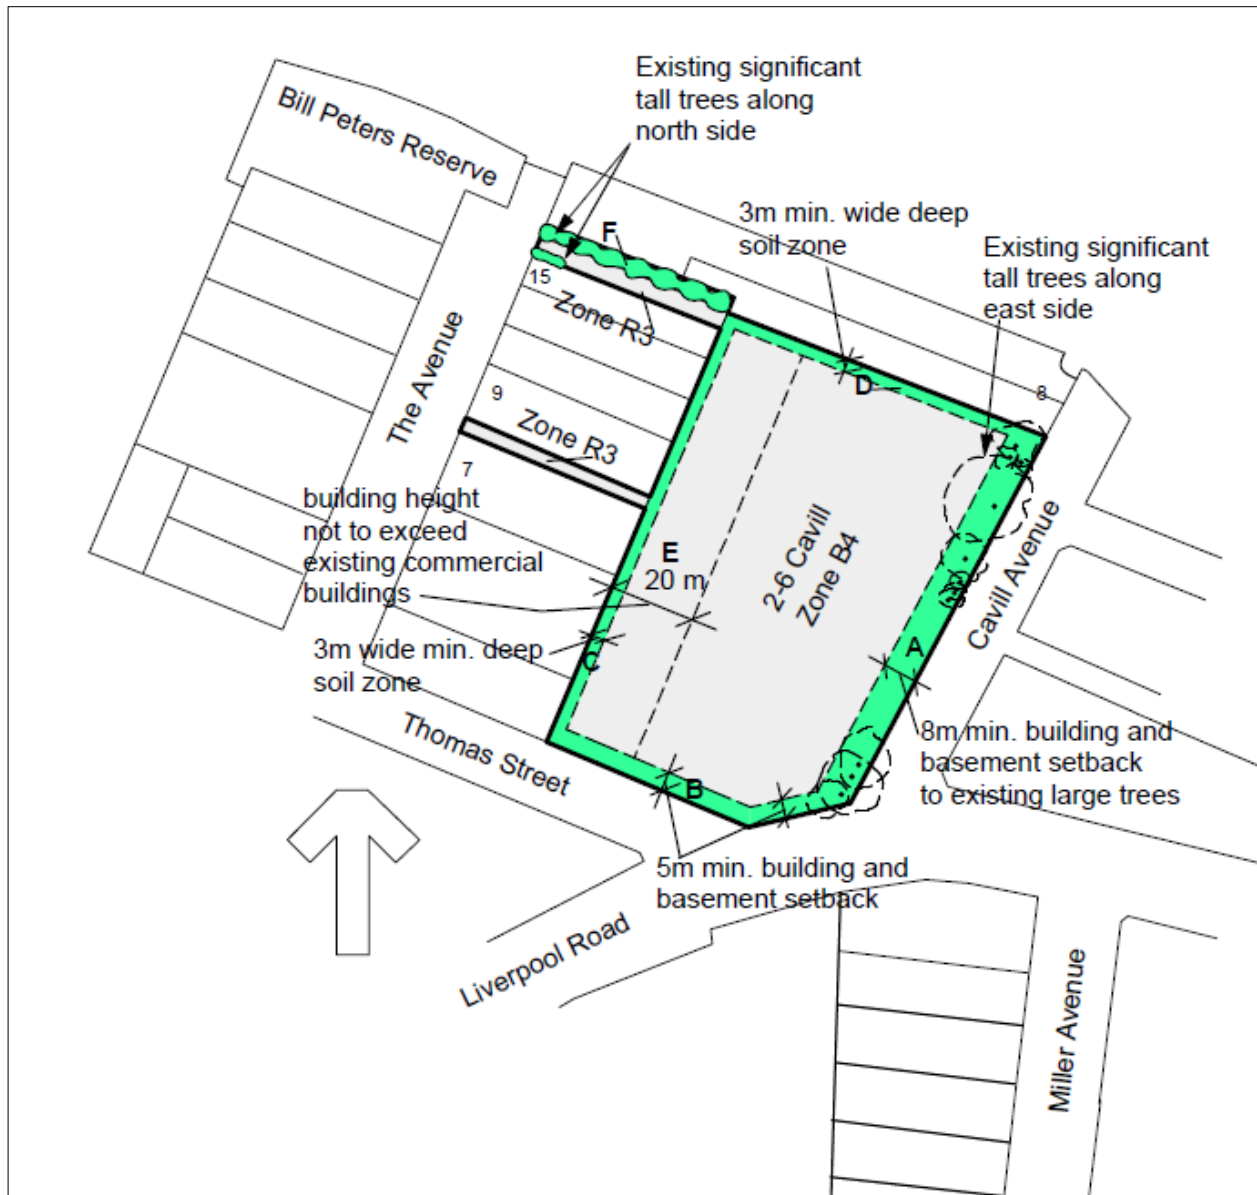 Existing significant
tall trees along
north side
Bill Peters Reserve
3m min. wide deep
soil zone
Existing significant
tall trees along
east side
F
15
Zone R3
The Avenue
D
8
9
Zone R3
7
building height
not to exceed
existing commercial
buildings
E
20 m
2-6 Cavill
Zone B4
Cavill Avenue
3m wide min. deep
soil zone
C
A
Thomas Street
8m min. building and
basement setback
to existing large trees
B
5m min. building and
basement setback
Liverpool Road
Miller Avenue